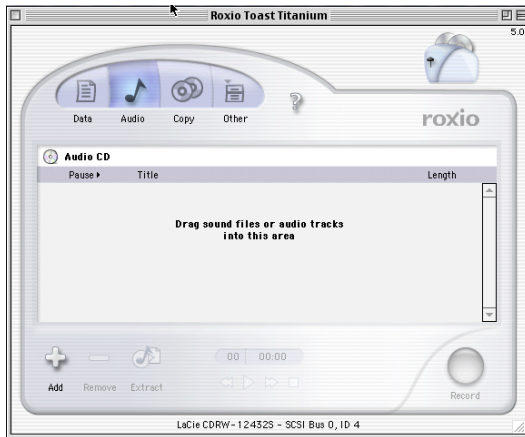 Roxio Toast Titanium
5.0
Data Audio Copy Other
?
roxio
Audio CD
Pause Title Length
Drag sound files or audio tracks
into this area
00 00:00
Add Remove Extract
Record
LaCie CDRW-12432S - SCSI Bus 0, ID 4